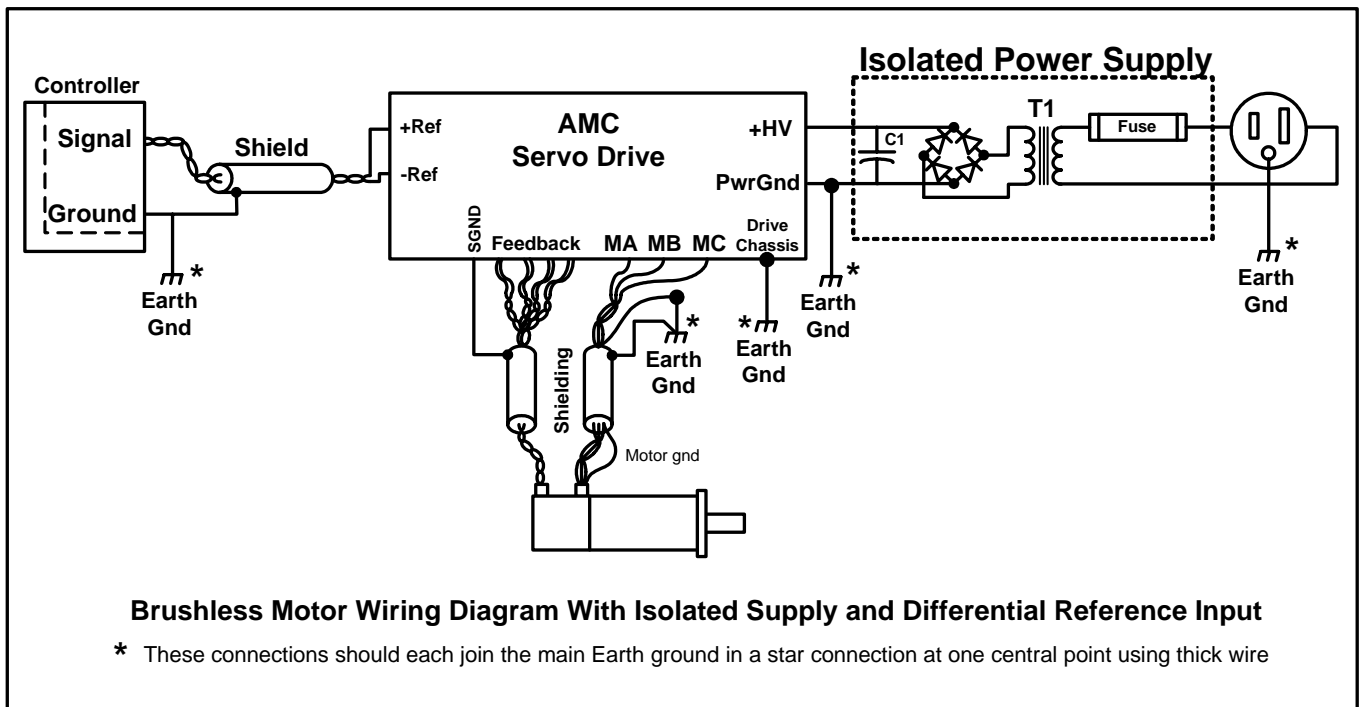 Isolated Power Supply
Controller
Signal
Ground
Shield
+Ref
-Ref
AMC
Servo Drive
+HV
PwrGnd
Drive
Chassis
SGND
Feedback
MA MB MC
C1
T1
Fuse
*
Earth
Gnd
*
Earth
Gnd
*
Earth
Gnd
*
Earth
Gnd
*
Earth
Gnd
Shielding
Motor gnd
Brushless Motor Wiring Diagram With Isolated Supply and Differential Reference Input
* These connections should each join the main Earth ground in a star connection at one central point using thick wire